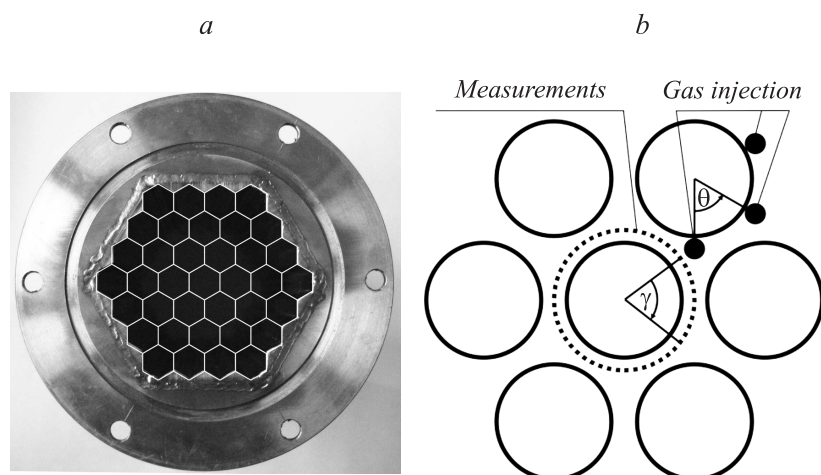 a
b
Measurements
Gas injection
θ
γ